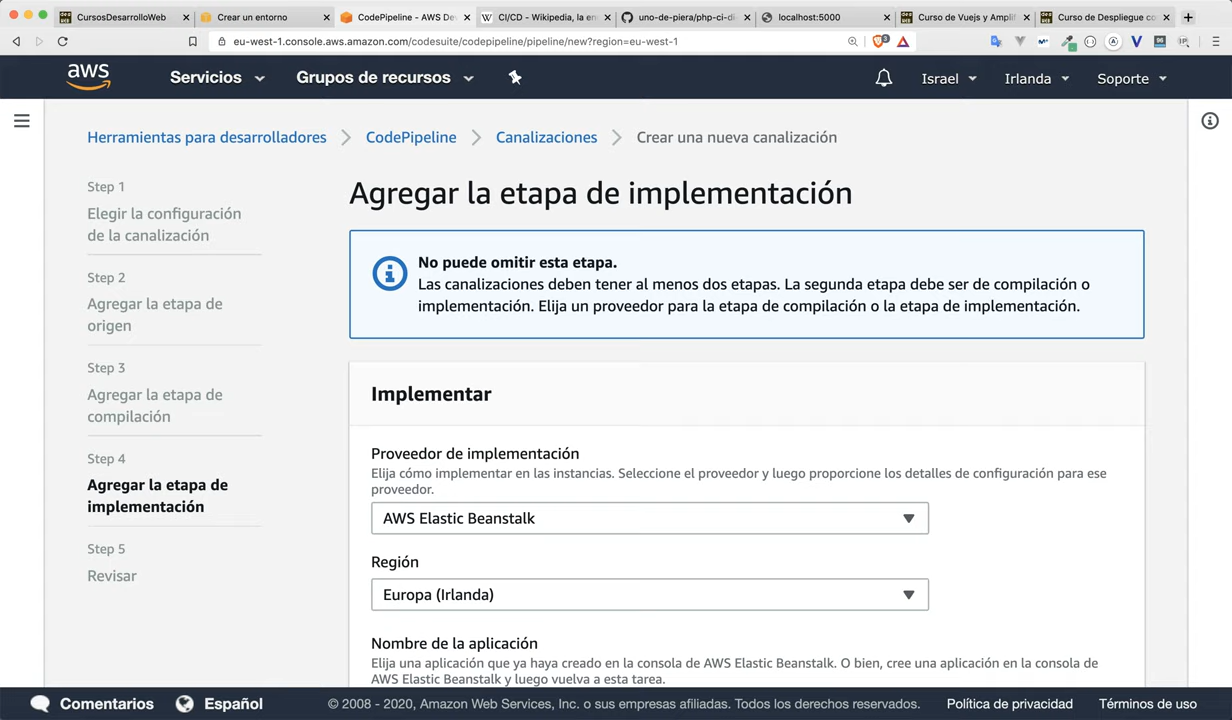 CursosDesarrolloWeb
Crear un entorno
CodePipeline - AWS De
CI/CD - Wikipedia, la en
uno-de-piera/php-ci-di
localhost:5000
Curso de Vuejs y Amplif
Curso de Despliegue co
eu-west-1.console.aws.amazon.com/codesuite/codepipeline/pipeline/new?region=eu-west-1
aws
Servicios
Grupos de recursos
Israel
Irlanda
Soporte
Herramientas para desarrolladores
CodePipeline
Canalizaciones
Crear una nueva canalización
Step 1
Elegir la configuración
de la canalización
Step 2
Agregar la etapa de
origen
Step 3
Agregar la etapa de
compilación
Step 4
Agregar la etapa de
implementación
Step 5
Revisar
Agregar la etapa de implementación
No puede omitir esta etapa.
Las canalizaciones deben tener al menos dos etapas. La segunda etapa debe ser de compilación o
implementación. Elija un proveedor para la etapa de compilación o la etapa de implementación.
Implementar
Proveedor de implementación
Elija cómo implementar en las instancias. Seleccione el proveedor y luego proporcione los detalles de configuración para ese
proveedor.
AWS Elastic Beanstalk
Región
Europa (Irlanda)
Nombre de la aplicación
Elija una aplicación que ya haya creado en la consola de AWS Elastic Beanstalk. O bien, cree una aplicación en la consola de
AWS Elastic Beanstalk y luego vuelva a esta tarea.
Comentarios
Español
© 2008 - 2020, Amazon Web Services, Inc. o sus empresas afiliadas. Todos los derechos reservados.
Política de privacidad
Términos de uso